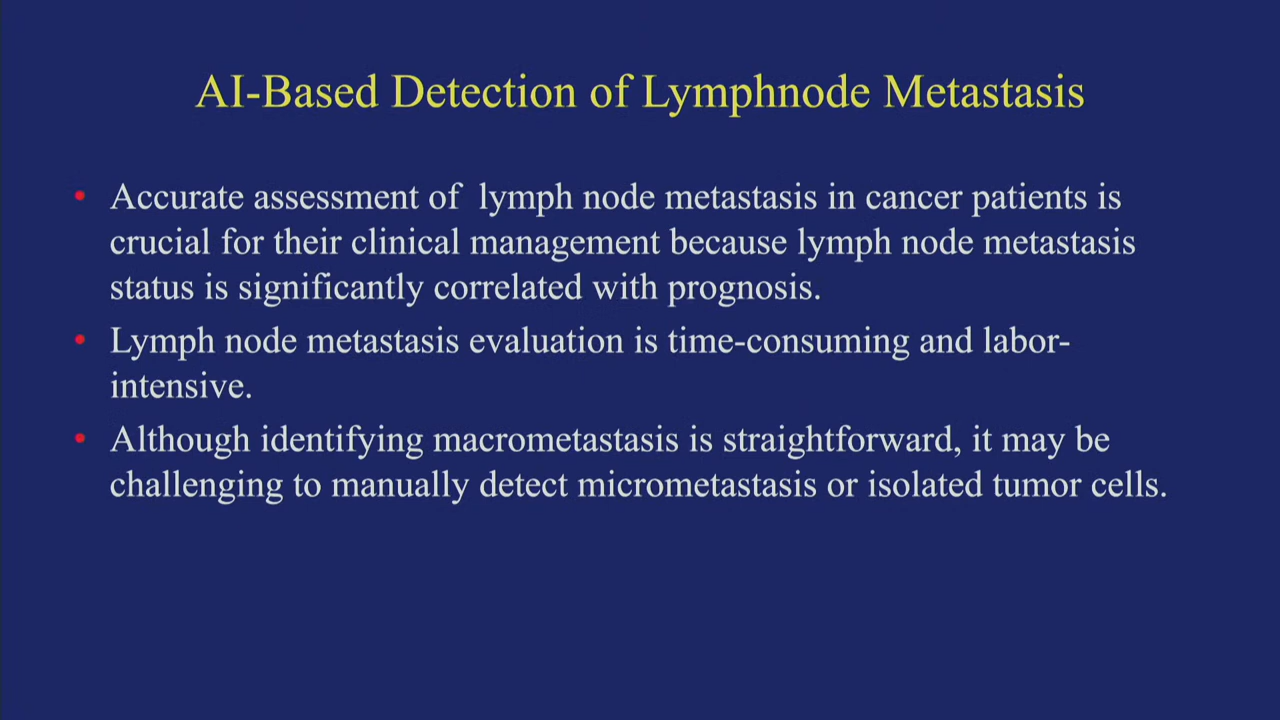 AI-Based Detection of Lymphnode Metastasis
• Accurate assessment of lymph node metastasis in cancer patients is
crucial for their clinical management because lymph node metastasis
status is significantly correlated with prognosis.
• Lymph node metastasis evaluation is time-consuming and labor-
intensive.
• Although identifying macrometastasis is straightforward, it may be
challenging to manually detect micrometastasis or isolated tumor cells.